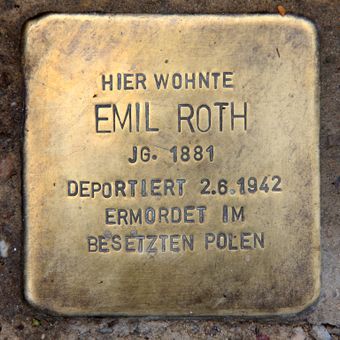 HIER WOHNTE
EMIL ROTH
JG. 1881
DEPORTIERT 2.6.1942
ERMORDET IM
BESETZTEN POLEN